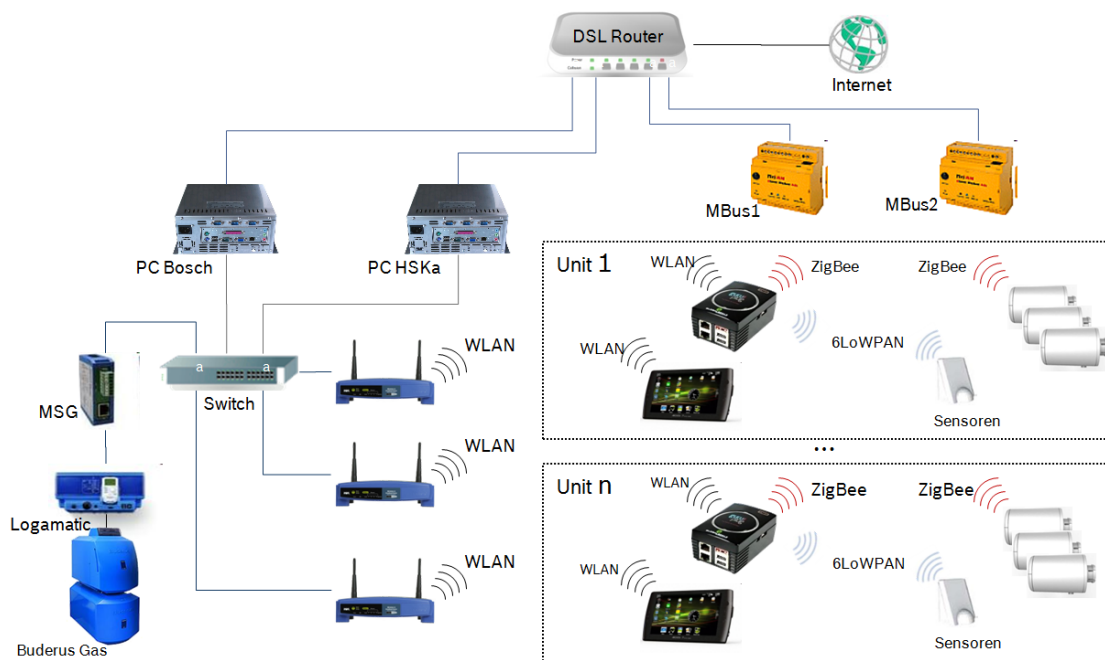 DSL Router
Internet
MBus1
MBus2
PC Bosch
PC HSKa
Unit 1
WLAN
ZigBee
ZigBee
WLAN
6LoWPAN
Sensoren
...
WLAN
a a
Switch
MSG
WLAN
Logamatic
WLAN
Buderus Gas
Unit n
WLAN
ZigBee
ZigBee
WLAN
6LoWPAN
Sensoren